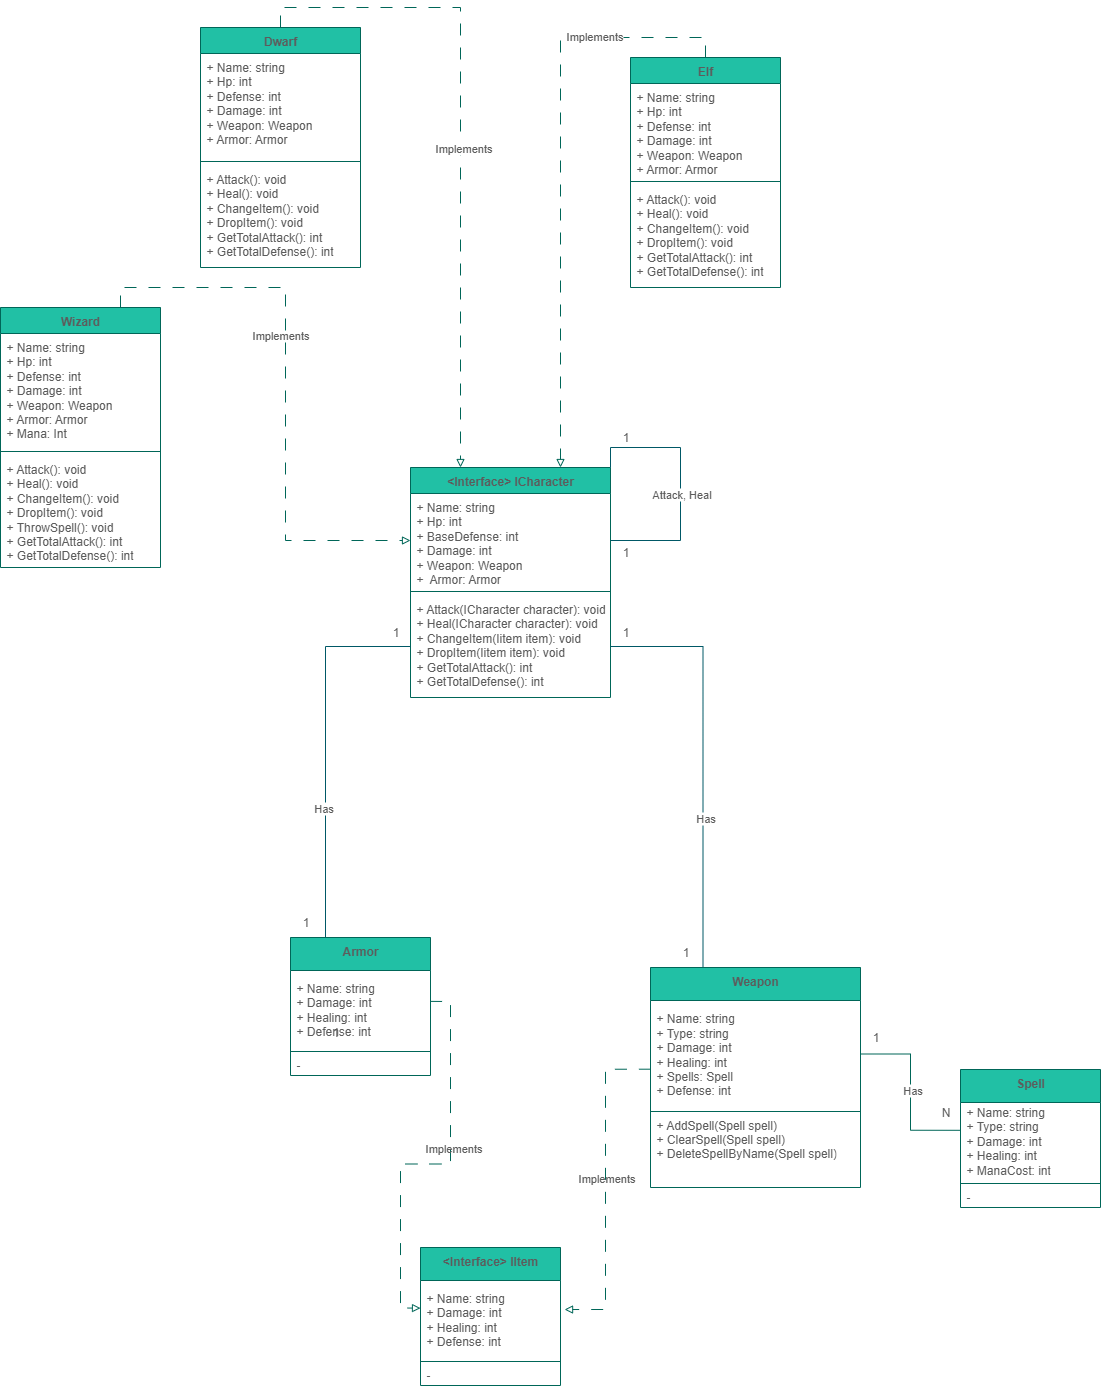 Dwarf
+ Name: string
+ Hp: int
+ Defense: int
+ Damage: int
+ Weapon: Weapon
+ Armor: Armor
+ Attack(): void
+ Heal(): void
+ ChangeItem(): void
+ DropItem(): void
+ GetTotalAttack(): int
+ GetTotalDefense(): int
Implements
Implements
Elf
+ Name: string
+ Hp: int
+ Defense: int
+ Damage: int
+ Weapon: Weapon
+ Armor: Armor
+ Attack(): void
+ Heal(): void
+ ChangeItem(): void
+ DropItem(): void
+ GetTotalAttack(): int
+ GetTotalDefense(): int
Wizard
+ Name: string
+ Hp: int
+ Defense: int
+ Damage: int
+ Weapon: Weapon
+ Armor: Armor
+ Mana: Int
+ Attack(): void
+ Heal(): void
+ ChangeItem(): void
+ DropItem(): void
+ ThrowSpell(): void
+ GetTotalAttack(): int
+ GetTotalDefense(): int
Implements
<Interface> ICharacter
+ Name: string
+ Hp: int
+ BaseDefense: int
+ Damage: int
+ Weapon: Weapon
+ Armor: Armor
+ Attack(ICharacter character): void
+ Heal(ICharacter character): void
+ ChangeItem(Iitem item): void
+ DropItem(Iitem item): void
+ GetTotalAttack(): int
+ GetTotalDefense(): int
1
Attack, Heal
1
1
1
Has
Has
1
1
Armor
+ Name: string
+ Damage: int
+ Healing: int
+ Defense: int
1
-
Implements
Weapon
+ Name: string
+ Type: string
+ Damage: int
+ Healing: int
+ Spells: Spell
+ Defense: int
+ AddSpell(Spell spell)
+ ClearSpell(Spell spell)
+ DeleteSpellByName(Spell spell)
Implements
1
Has
N
Spell
+ Name: string
+ Type: string
+ Damage: int
+ Healing: int
+ ManaCost: int
-
<Interface> IItem
+ Name: string
+ Damage: int
+ Healing: int
+ Defense: int
-